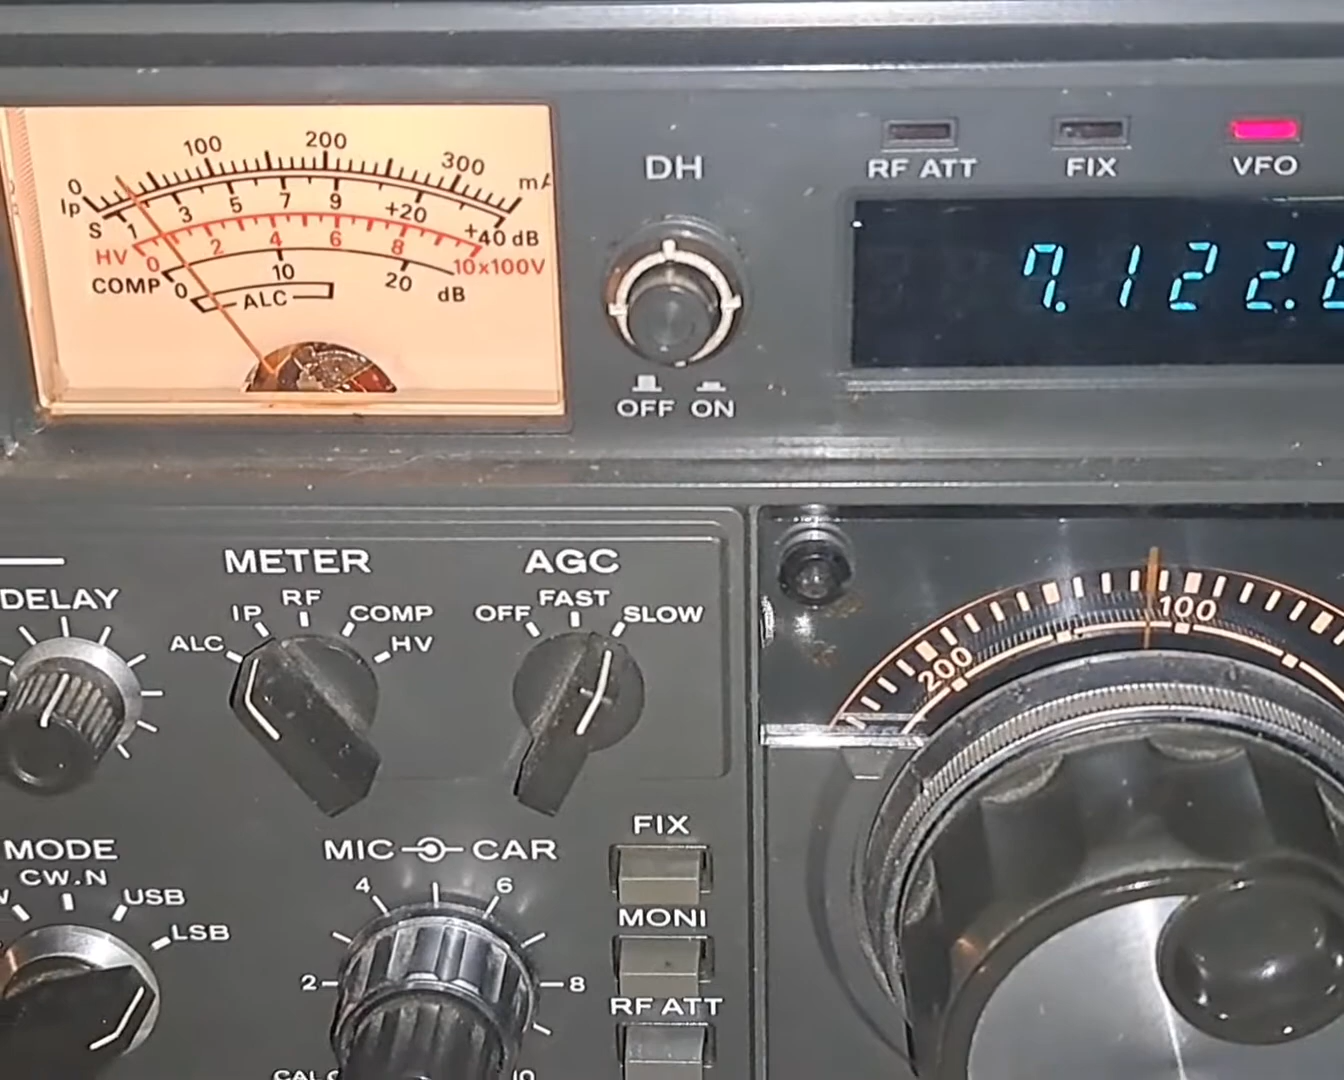 0 100 200 300 mA
Ip
S 1 3 5 7 9 +20 +40 dB
HV 0 2 4 6 8 10x100V
COMP 0 10 20 dB
ALC
DH
OFF ON
RF ATT FIX VFO
7.122.
DELAY
METER
ALC IP RF COMP HV
AGC
OFF FAST SLOW
200 100
MODE
CW.N USB LSB
MIC CAR
2 4 6 8 10
FIX
MONI
RF ATT